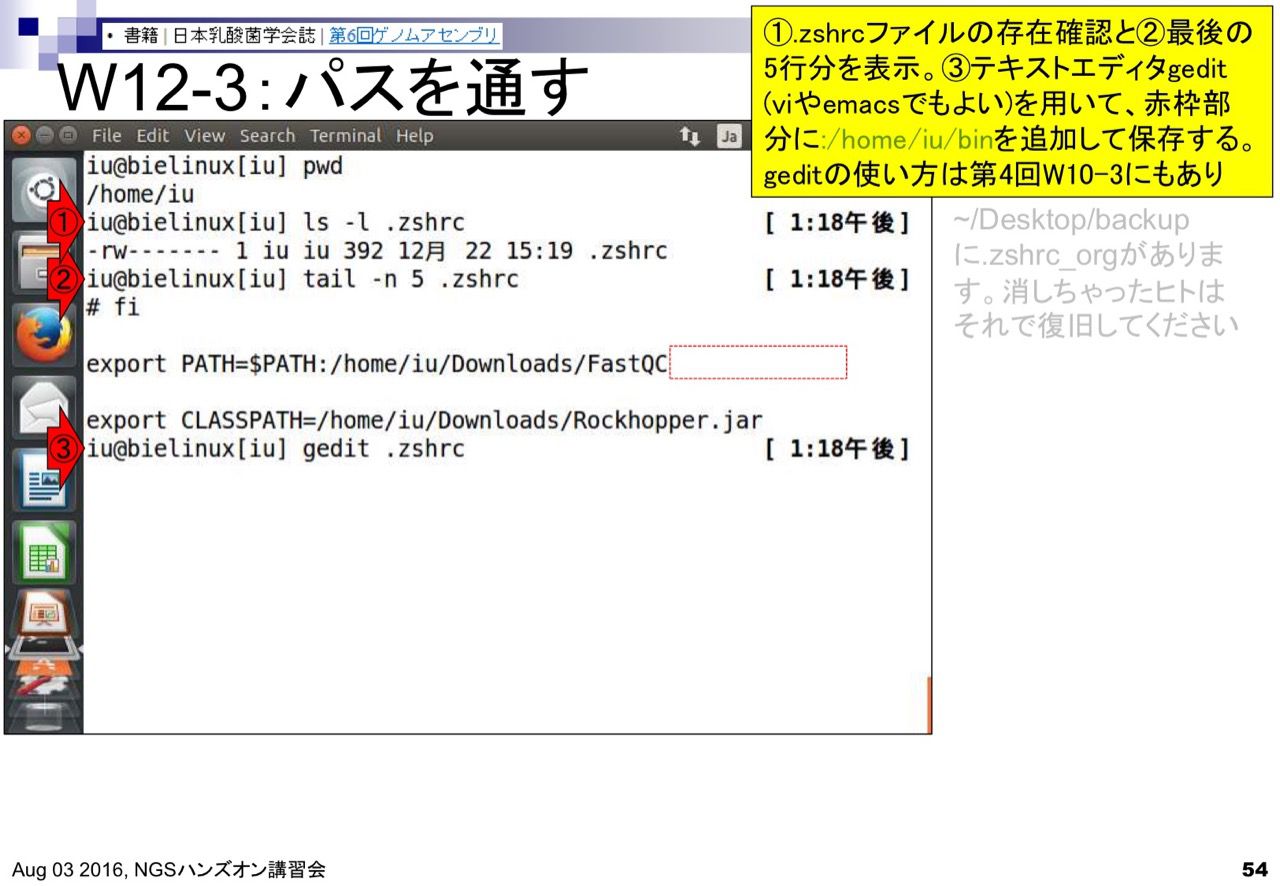 • 書籍 | 日本乳酸菌学会誌 | 第6回ゲノムアセンブリ
W12-3：パスを通す
①.zshrcファイルの存在確認と②最後の
5行分を表示。③テキストエディタgedit
(viやemacsでもよい)を用いて、赤枠部
分に:/home/iu/binを追加して保存する。
geditの使い方は第4回W10-3にもあり
File Edit View Search Terminal Help
Ja
iu@bielinux[iu] pwd
/home/iu
① iu@bielinux[iu] ls -l .zshrc [ 1:18午後]
-rw------- 1 iu iu 392 12月 22 15:19 .zshrc
② iu@bielinux[iu] tail -n 5 .zshrc [ 1:18午後]
# fi
export PATH=$PATH:/home/iu/Downloads/FastQC
export CLASSPATH=/home/iu/Downloads/Rockhopper.jar
③ iu@bielinux[iu] gedit .zshrc [ 1:18午後]
~/Desktop/backup
に.zshrc_orgがありま
す。消しちゃったヒトは
それで復旧してください
Aug 03 2016, NGSハンズオン講習会
54